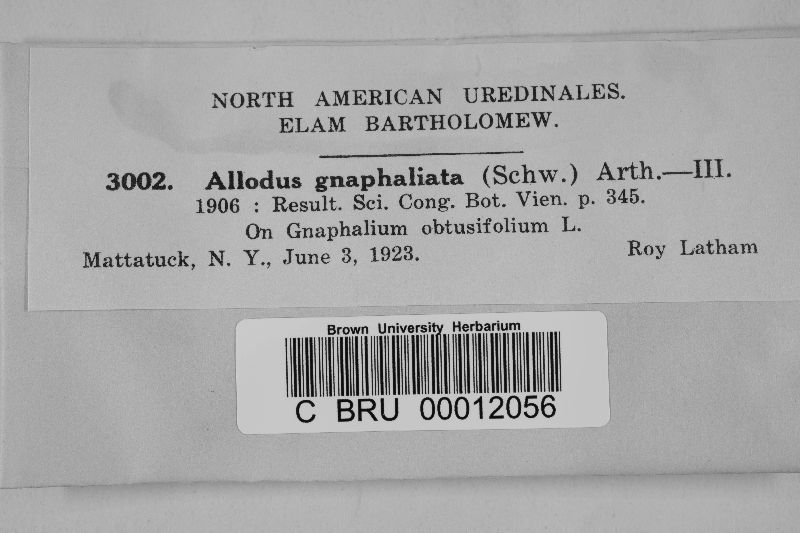 NORTH AMERICAN UREDINALES.
ELAM BARTHOLOMEW.
3002. Allodus gnaphaliata (Schw.) Arth.—III.
1906 : Result. Sci. Cong. Bot. Vien. p. 345.
On Gnaphalium obtusifolium L.
Mattatuck, N. Y., June 3, 1923. Roy Latham
Brown University Herbarium
C BRU 00012056